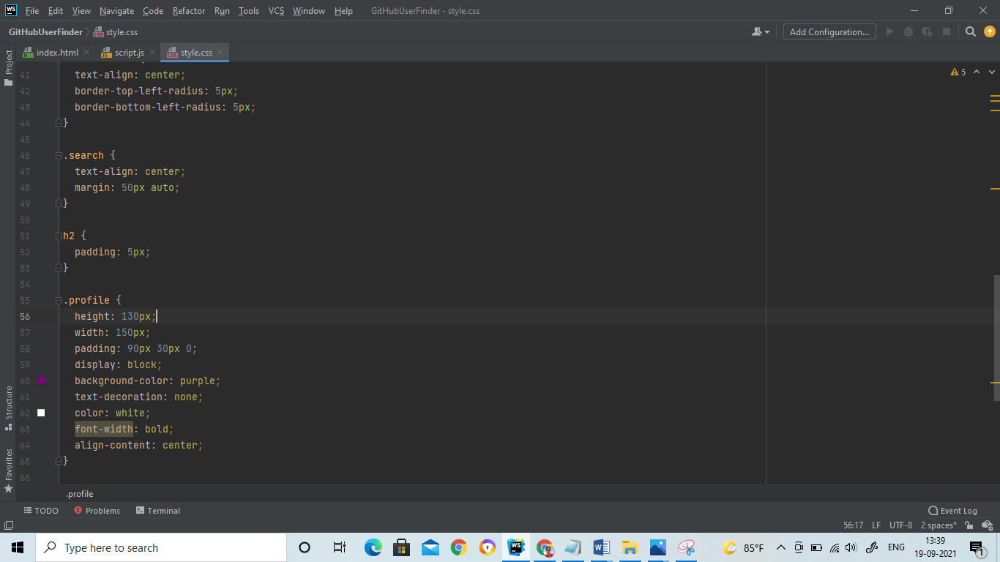 WS File Edit View Navigate Code Refactor Run Tools VCS Window Help GitHubUserFinder - style.css
GitHubUserFinder style.css Add Configuration...
index.html script.js style.css
Project
5
41 text-align: center;
42 border-top-left-radius: 5px;
43 border-bottom-left-radius: 5px;
44 }
45
46 .search {
47 text-align: center;
48 margin: 50px auto;
49 }
50
51 h2 {
52 padding: 5px;
53 }
54
55 .profile {
56 height: 130px;
57 width: 150px;
58 padding: 90px 30px 0;
59 display: block;
60 background-color: purple;
61 text-decoration: none;
62 color: white;
63 font-width: bold;
64 align-content: center;
65 }
66
Structure
Favorites
.profile
TODO Problems Terminal Event Log
56:17 LF UTF-8 2 spaces*
Type here to search
WS
85°F ENG 13:39
19-09-2021
1